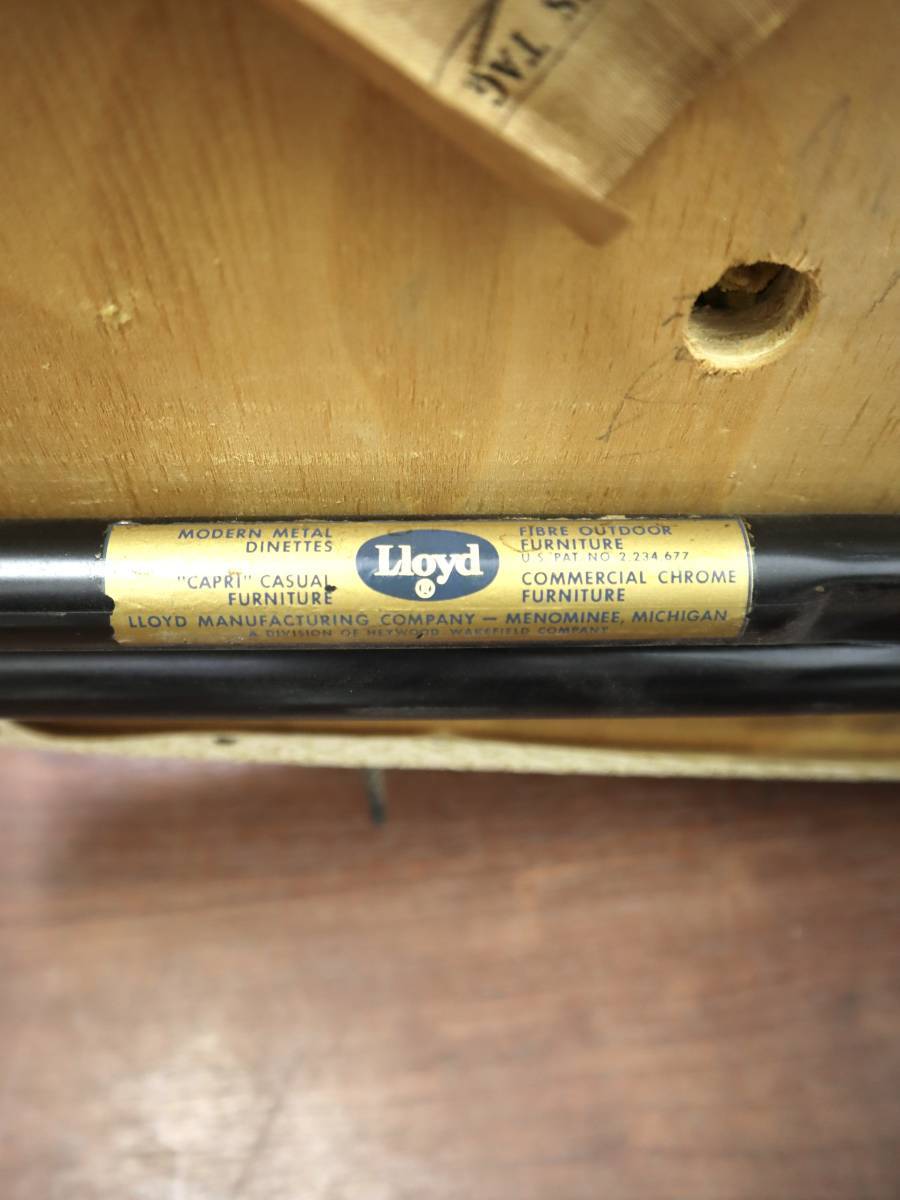 TAG
MODERN METAL
DINETTES
"CAPRI" CASUAL
FURNITURE
Lloyd
FIBRE OUTDOOR
FURNITURE
U.S. PAT. NO. 2,234,677
COMMERCIAL CHROME
FURNITURE
LLOYD MANUFACTURING COMPANY — MENOMINEE, MICHIGAN
A DIVISION OF HEYWOOD WAKEFIELD COMPANY